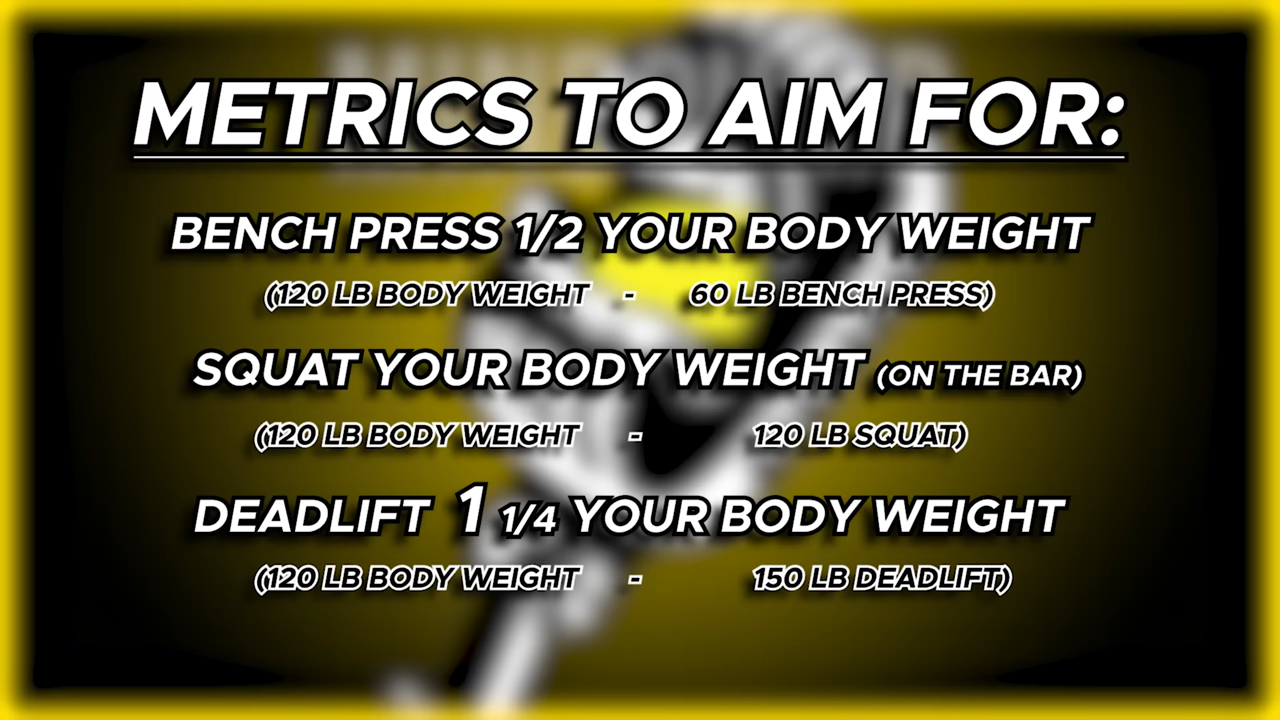 METRICS TO AIM FOR:
BENCH PRESS 1/2 YOUR BODY WEIGHT
(120 LB BODY WEIGHT - 60 LB BENCH PRESS)
SQUAT YOUR BODY WEIGHT (ON THE BAR)
(120 LB BODY WEIGHT - 120 LB SQUAT)
DEADLIFT 1 1/4 YOUR BODY WEIGHT
(120 LB BODY WEIGHT - 150 LB DEADLIFT)